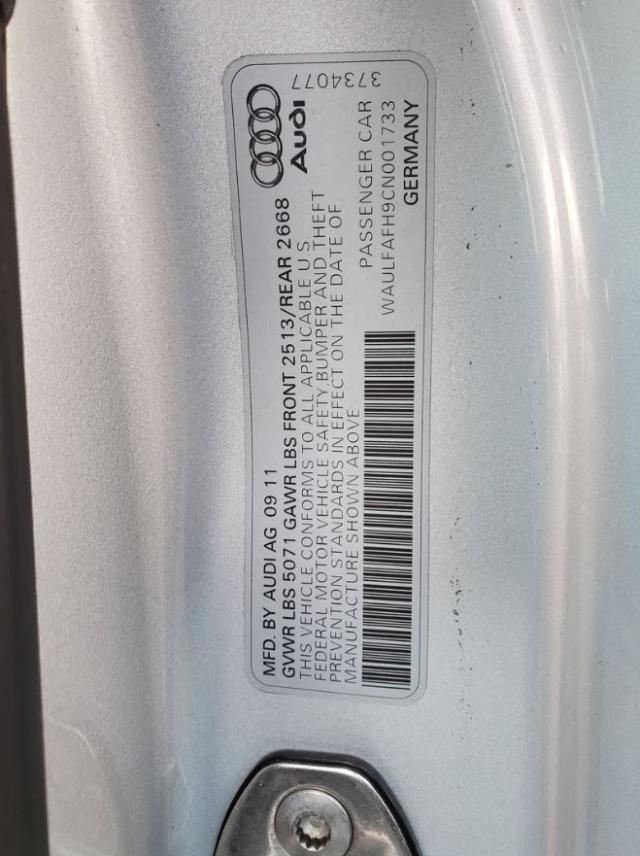 MFD. BY AUDI AG 09 11
GVWR LBS 5071 GAWR LBS FRONT 2513/REAR 2668
THIS VEHICLE CONFORMS TO ALL APPLICABLE U S
FEDERAL MOTOR VEHICLE SAFETY, BUMPER AND THEFT
PREVENTION STANDARDS IN EFFECT ON THE DATE OF
MANUFACTURE SHOWN ABOVE
Audi
3734077
PASSENGER CAR
WAULFAFH9CN001733
GERMANY